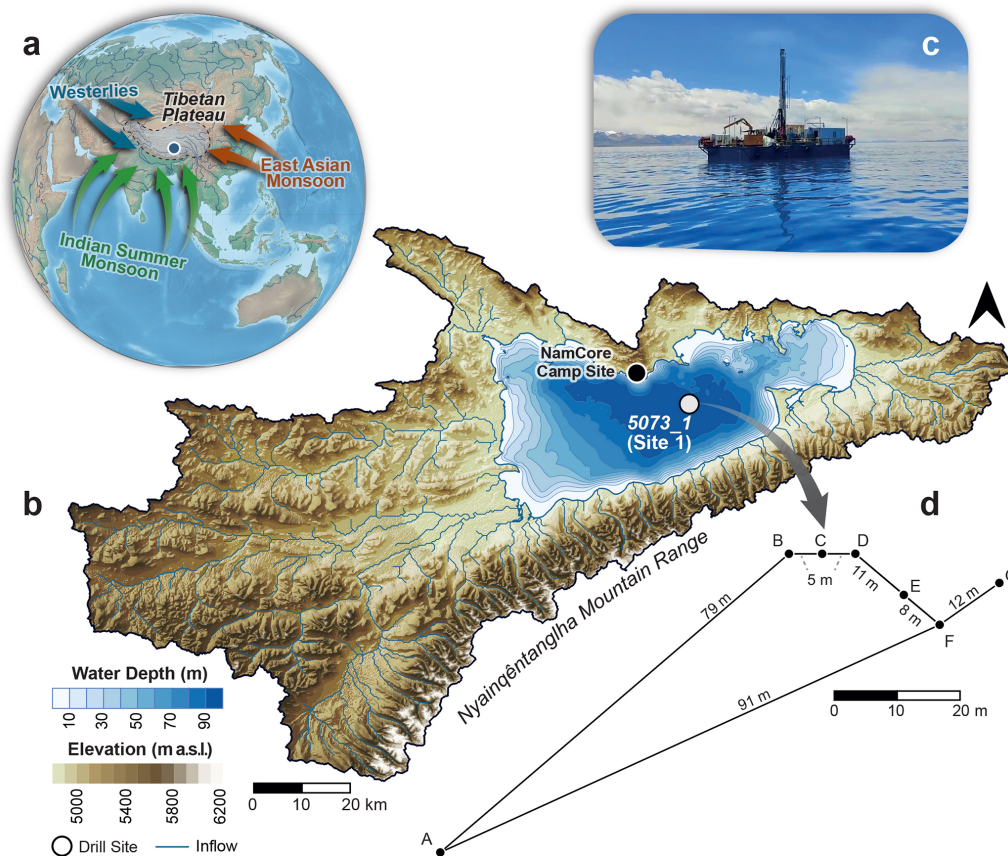 a
Westerlies
Tibetan
Plateau
East Asian
Monsoon
Indian Summer
Monsoon
c
NamCore
Camp Site
5073_1
(Site 1)
b
Nyainqêntanglha Mountain Range
d
B
C
D
5 m
11 m
E
8 m
12 m
F
79 m
91 m
A
0
10
20 m
Water Depth (m)
10
30
50
70
90
Elevation (m a.s.l.)
5000
5400
5800
6200
0
10
20 km
Drill Site
Inflow